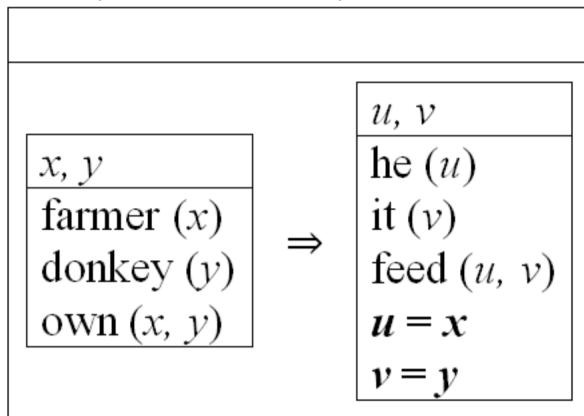 x, y
farmer (x)
donkey (y)
own (x, y)
⇒
u, v
he (u)
it (v)
feed (u, v)
u = x
v = y